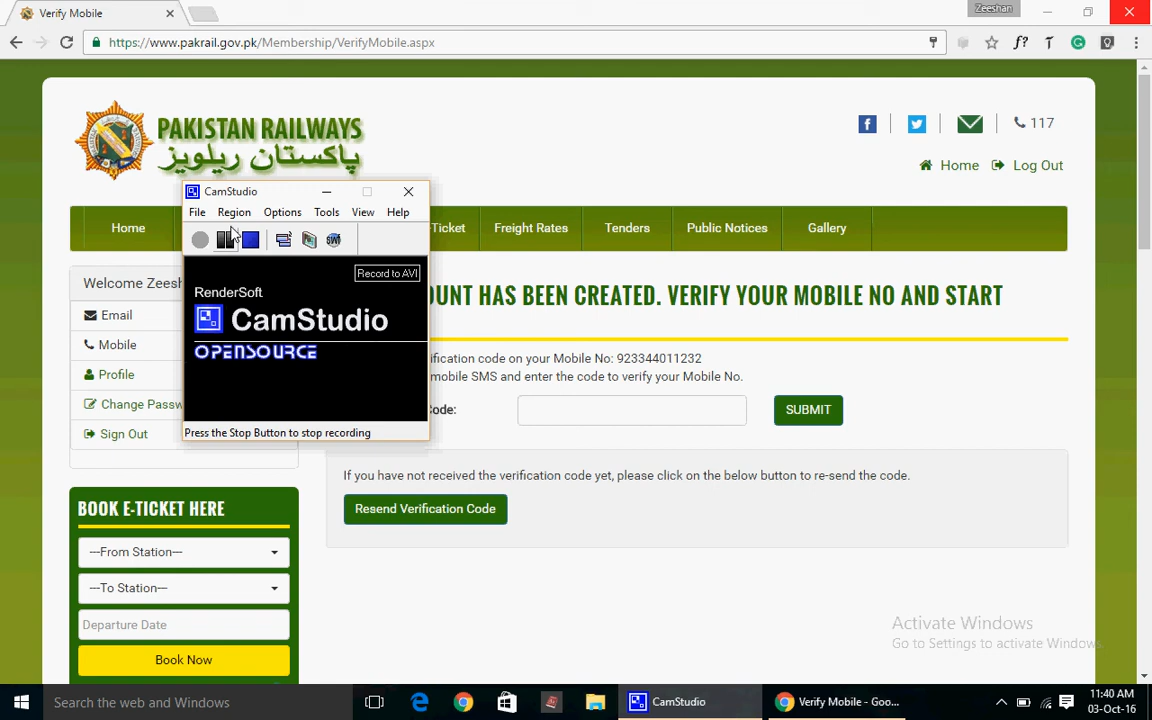 Verify Mobile
Zeeshan
https://www.pakrail.gov.pk/Membership/VerifyMobile.aspx
f?
PAKISTAN RAILWAYS
پاکستان ریلویز
117
Home
Log Out
CamStudio
File Region Options Tools View Help
Home
Ticket
Freight Rates
Tenders
Public Notices
Gallery
Record to AVI
RenderSoft
CamStudio
OPENSOURCE
Press the Stop Button to stop recording
Welcome Zeesh
Email
Mobile
Profile
Change Passw
Sign Out
OUNT HAS BEEN CREATED. VERIFY YOUR MOBILE NO AND START
ification code on your Mobile No: 923344011232
mobile SMS and enter the code to verify your Mobile No.
Code:
SUBMIT
If you have not received the verification code yet, please click on the below button to re-send the code.
Resend Verification Code
BOOK E-TICKET HERE
---From Station---
---To Station---
Departure Date
Book Now
Activate Windows
Go to Settings to activate Windows.
Search the web and Windows
CamStudio
Verify Mobile - Goo...
11:40 AM
03-Oct-16